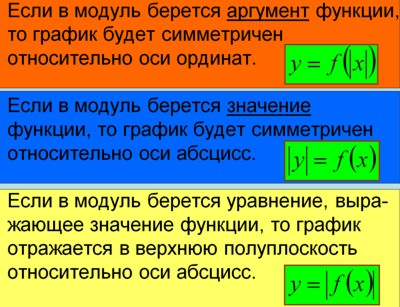 Если в модуль берется аргумент функции,
то график будет симметричен
относительно оси ординат.
y = f(|x|)
Если в модуль берется значение
функции, то график будет симметричен
относительно оси абсцисс.
|y| = f(x)
Если в модуль берется уравнение, выра-
жающее значение функции, то график
отражается в верхнюю полуплоскость
относительно оси абсцисс.
y = |f(x)|